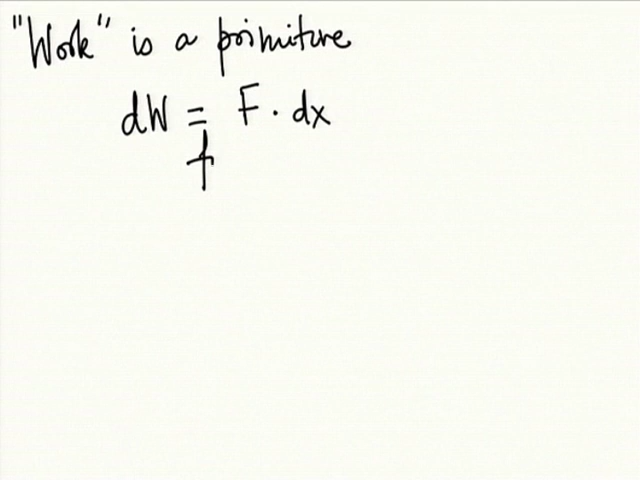 "Work" is a primitive
dW = F · dx